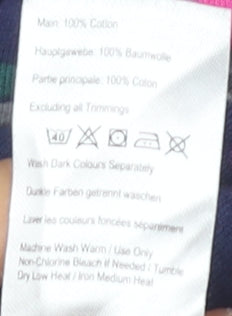 Main: 100% Cotton
Hauptgewebe: 100% Baumwolle
Partie principale: 100% Coton
Excluding all Trimmings
40
Wash Dark Colours Separately
Dunkle Farben getrennt waschen
Laver les couleurs foncées séparément
Machine Wash Warm / Use Only
Non-Chlorine Bleach If Needed / Tumble
Dry Low Heat / Iron Medium Heat